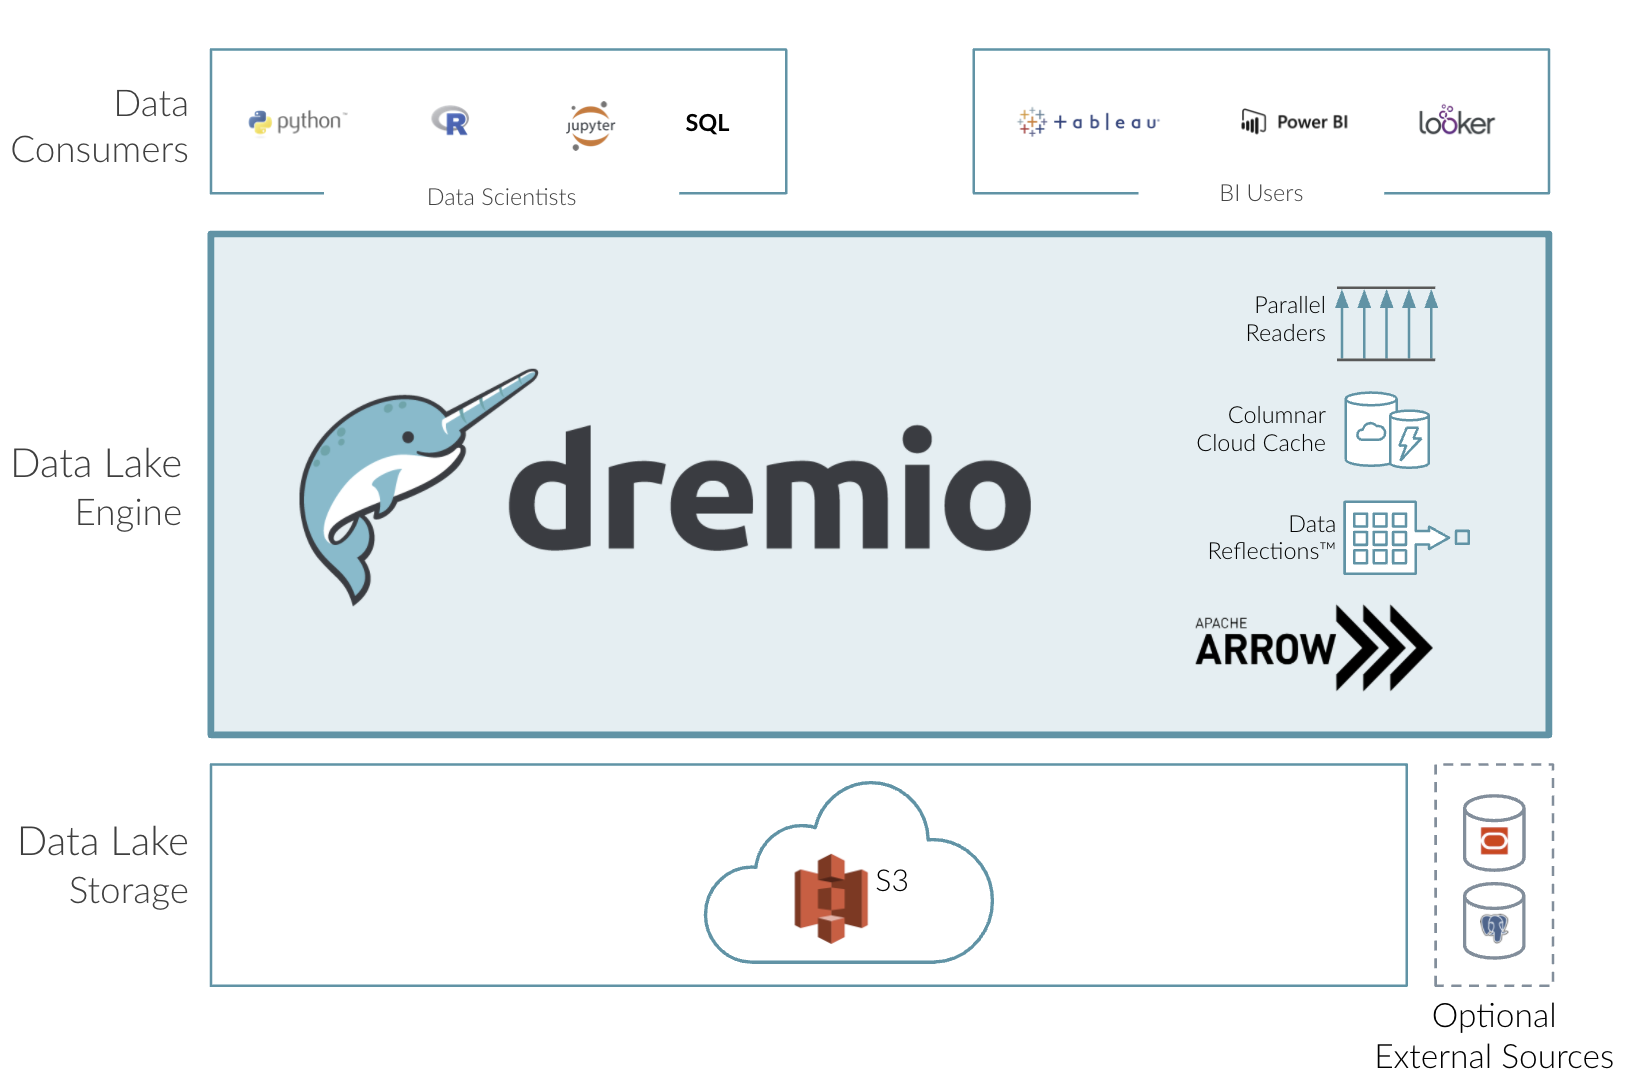 Data
Consumers
python™
R
jupyter
SQL
Data Scientists
+ a b l e a u
Power BI
looker
BI Users
Data Lake
Engine
dremio
Parallel
Readers
Columnar
Cloud Cache
Data
Reflections™
APACHE
ARROW
Data Lake
Storage
S3
Optional
External Sources